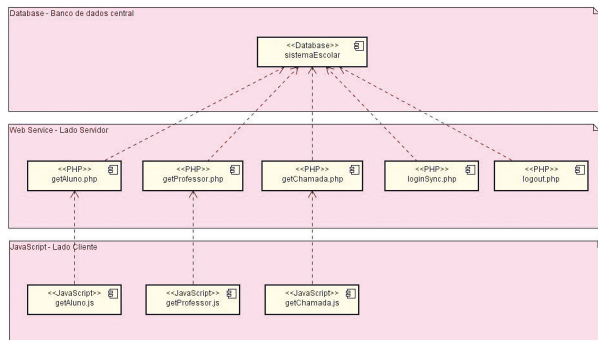 Database - Banco de dados central
<<Database>>
sistemaEscolar
Web Service - Lado Servidor
<<PHP>>
getAluno.php
<<PHP>>
getProfessor.php
<<PHP>>
getChamada.php
<<PHP>>
loginSync.php
<<PHP>>
logout.php
JavaScript - Lado Cliente
<<JavaScript>>
getAluno.js
<<JavaScript>>
getProfessor.js
<<JavaScript>>
getChamada.js